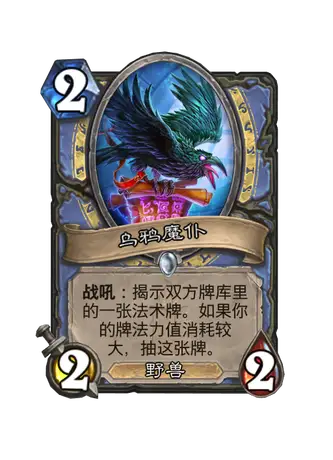 2
乌鸦魔仆
战吼：揭示双方牌库里
的一张法术牌。如果你
的牌法力值消耗较
大，抽这张牌。
2
野兽
2